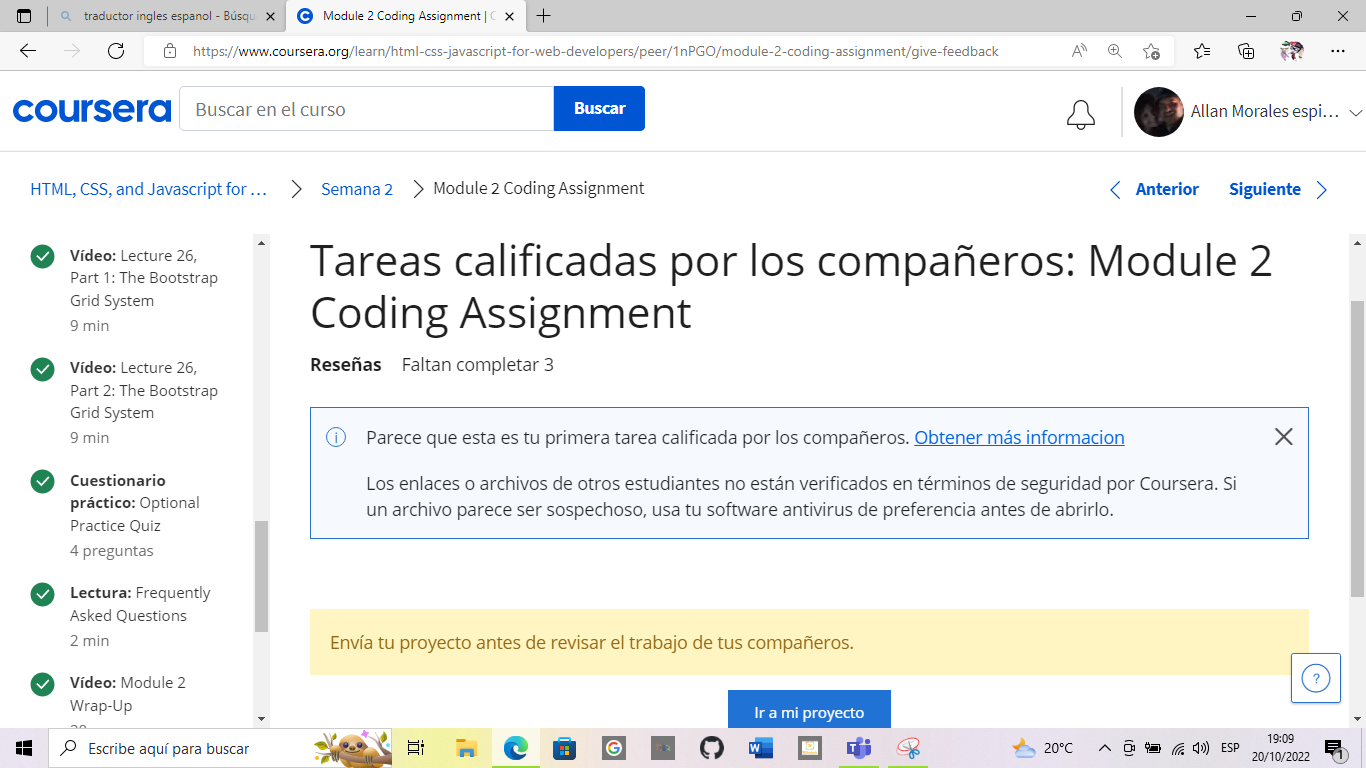 traductor ingles espanol - Búsqu
Module 2 Coding Assignment | C
https://www.coursera.org/learn/html-css-javascript-for-web-developers/peer/1nPGO/module-2-coding-assignment/give-feedback
coursera
Buscar en el curso
Buscar
Allan Morales espi...
HTML, CSS, and Javascript for ...
Semana 2
Module 2 Coding Assignment
Anterior
Siguiente
Vídeo: Lecture 26,
Part 1: The Bootstrap
Grid System
9 min
Vídeo: Lecture 26,
Part 2: The Bootstrap
Grid System
9 min
Cuestionario
práctico: Optional
Practice Quiz
4 preguntas
Lectura: Frequently
Asked Questions
2 min
Vídeo: Module 2
Wrap-Up
Tareas calificadas por los compañeros: Module 2
Coding Assignment
Reseñas Faltan completar 3
Parece que esta es tu primera tarea calificada por los compañeros. Obtener más informacion
Los enlaces o archivos de otros estudiantes no están verificados en términos de seguridad por Coursera. Si
un archivo parece ser sospechoso, usa tu software antivirus de preferencia antes de abrirlo.
Envía tu proyecto antes de revisar el trabajo de tus compañeros.
Ir a mi proyecto
?
Escribe aquí para buscar
20°C
ESP
19:09
20/10/2022
1